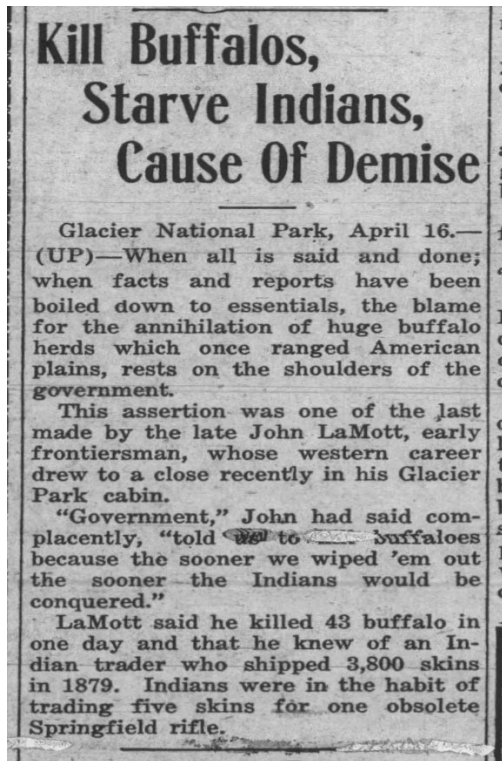 Kill Buffalos,
Starve Indians,
Cause Of Demise
Glacier National Park, April 16.—
(UP)—When all is said and done;
when facts and reports have been
boiled down to essentials, the blame
for the annihilation of huge buffalo
herds which once ranged American
plains, rests on the shoulders of the
government.
This assertion was one of the last
made by the late John LaMott, early
frontiersman, whose western career
drew to a close recently in his Glacier
Park cabin.
"Government," John had said com-
placently, "told us to buffaloes
because the sooner we wiped 'em out
the sooner the Indians would be
conquered."
LaMott said he killed 43 buffalo in
one day and that he knew of an In-
dian trader who shipped 3,800 skins
in 1879. Indians were in the habit of
trading five skins for one obsolete
Springfield rifle.